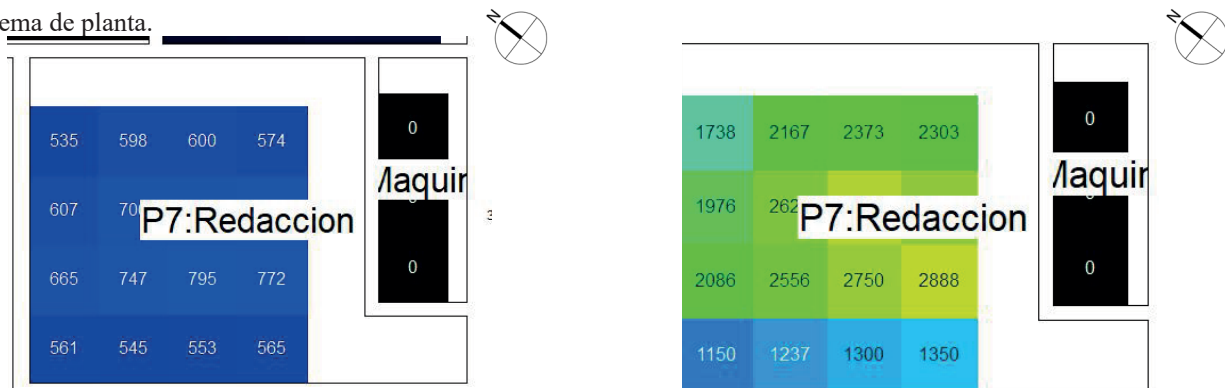 ema de planta.
N
535 598 600 574
0
607 70
P7:Redaccion
Maquir
665 747 795 772
0
561 545 553 565
N
1738 2167 2373 2303
0
1976 262
P7:Redaccion
Maquir
2086 2556 2750 2888
0
1150 1237 1300 1350